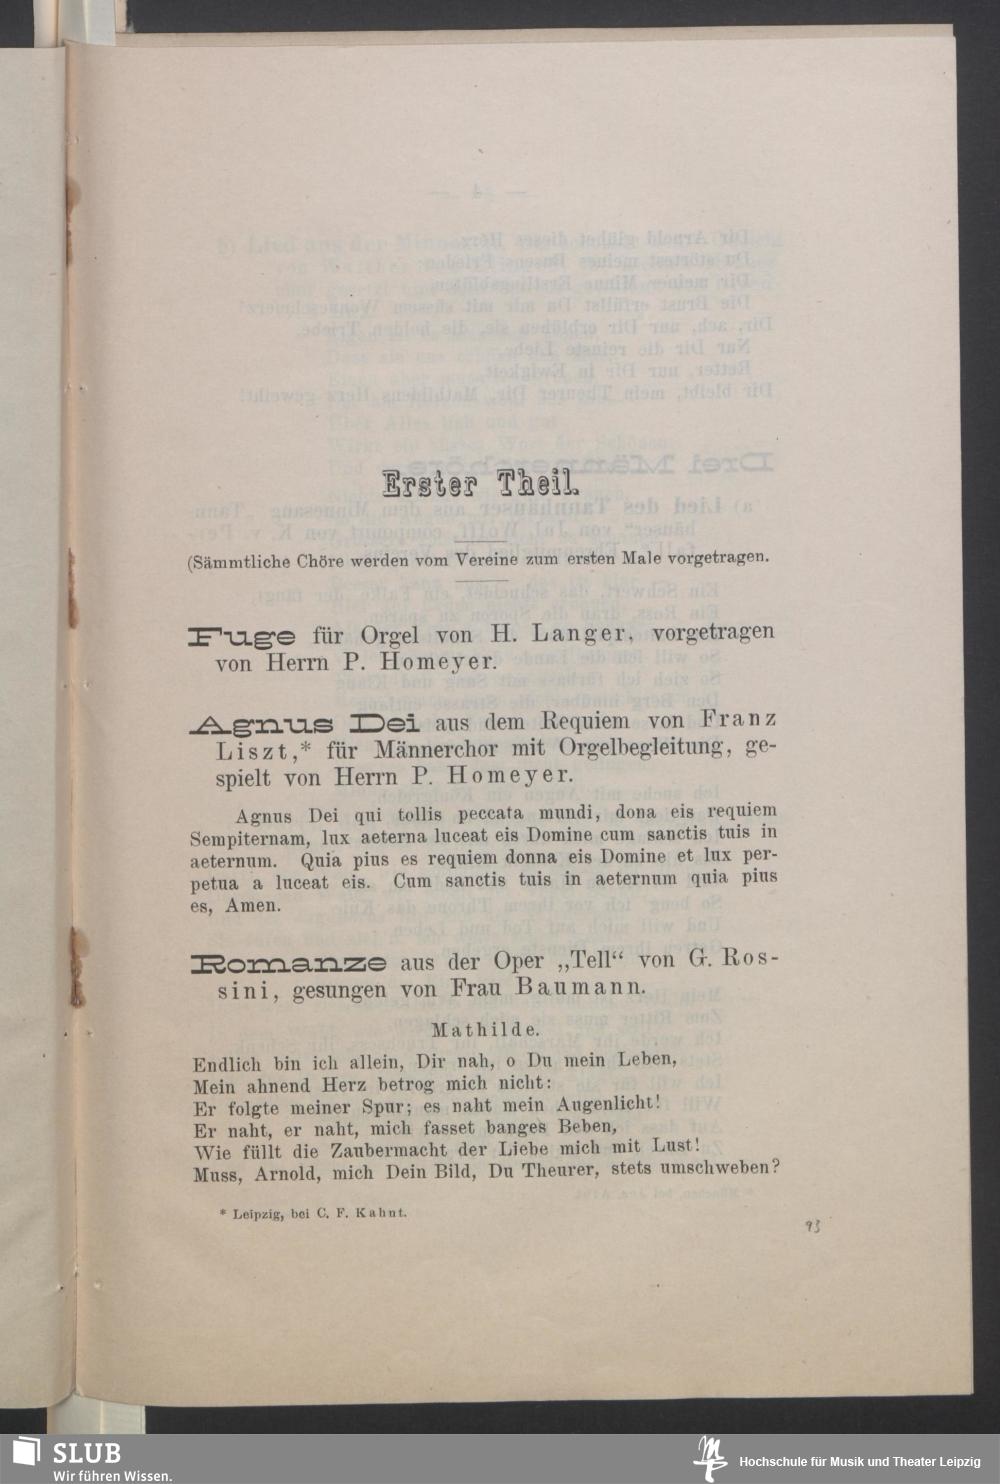 Erster Theil.
(Sämmtliche Chöre werden vom Vereine zum ersten Male vorgetragen.
Fuge für Orgel von H. Langer, vorgetragen
von Herrn P. Homeyer.
Agnus Dei aus dem Requiem von Franz
Liszt,* für Männerchor mit Orgelbegleitung, ge-
spielt von Herrn P. Homeyer.
Agnus Dei qui tollis peccata mundi, dona eis requiem
Sempiternam, lux aeterna luceat eis Domine cum sanctis tuis in
aeternum. Quia pius es requiem donna eis Domine et lux per-
petua a luceat eis. Cum sanctis tuis in aeternum quia pius
es, Amen.
Romanze aus der Oper „Tell“ von G. Ros-
sini, gesungen von Frau Baumann.
Mathilde.
Endlich bin ich allein, Dir nah, o Du mein Leben,
Mein ahnend Herz betrog mich nicht:
Er folgte meiner Spur; es naht mein Augenlicht!
Er naht, er naht, mich fasset banges Beben,
Wie füllt die Zaubermacht der Liebe mich mit Lust!
Muss, Arnold, mich Dein Bild, Du Theurer, stets umschweben?
* Leipzig, bei C. F. Kahnt.
93
SLUB
Wir führen Wissen.
Hochschule für Musik und Theater Leipzig